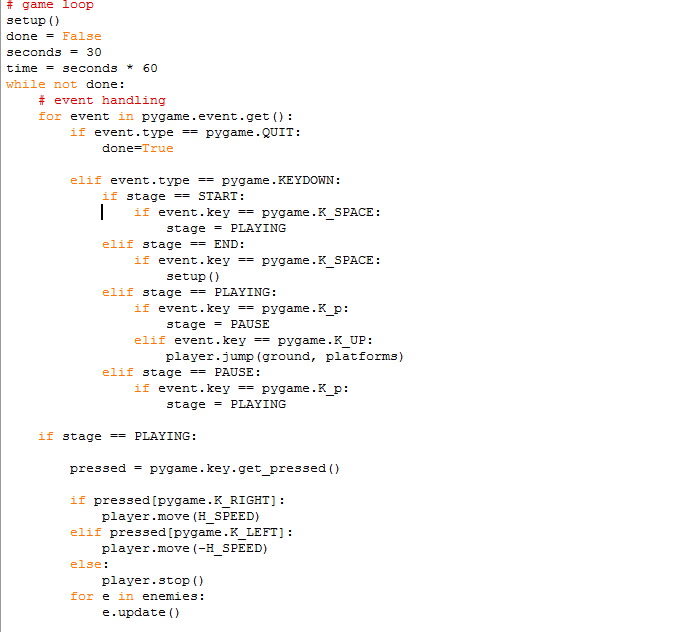 # game loop
setup()
done = False
seconds = 30
time = seconds * 60
while not done:
    # event handling
    for event in pygame.event.get():
        if event.type == pygame.QUIT:
            done=True

        elif event.type == pygame.KEYDOWN:
            if stage == START:
                if event.key == pygame.K_SPACE:
                    stage = PLAYING
            elif stage == END:
                if event.key == pygame.K_SPACE:
                    setup()
            elif stage == PLAYING:
                if event.key == pygame.K_p:
                    stage = PAUSE
                elif event.key == pygame.K_UP:
                    player.jump(ground, platforms)
            elif stage == PAUSE:
                if event.key == pygame.K_p:
                    stage = PLAYING

    if stage == PLAYING:

        pressed = pygame.key.get_pressed()

        if pressed[pygame.K_RIGHT]:
            player.move(H_SPEED)
        elif pressed[pygame.K_LEFT]:
            player.move(-H_SPEED)
        else:
            player.stop()
        for e in enemies:
            e.update()